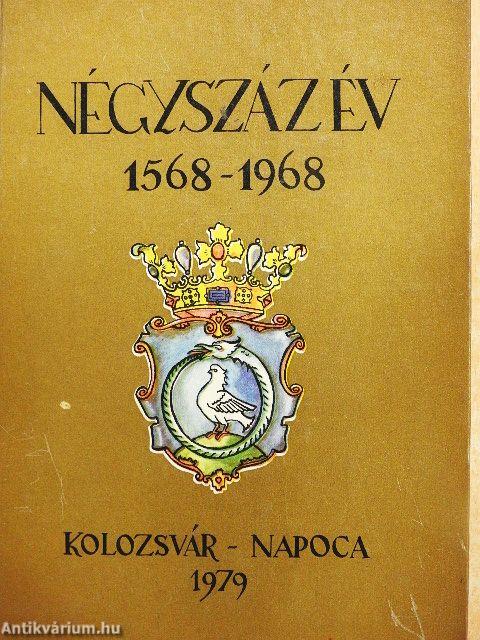 NÉGYSZÁZ ÉV
1568-1968
KOLOZSVÁR - NAPOCA
1979
Antikvárium.hu